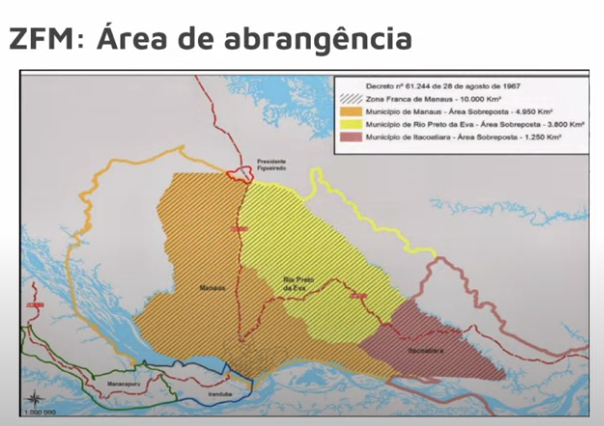 ZFM: Área de abrangência
Decreto nº 61.244 de 28 de agosto de 1967
Zona Franca de Manaus - 10.000 Km²
Município de Manaus - Área Sobreposta - 4.950 Km²
Município de Rio Preto da Eva - Área Sobreposta - 3.800 Km²
Município de Itacoatiara - Área Sobreposta - 1.250 Km²
Presidente
Figueiredo
Manaus
Rio Preto
da Eva
Itacoatiara
Manacapuru
Iranduba